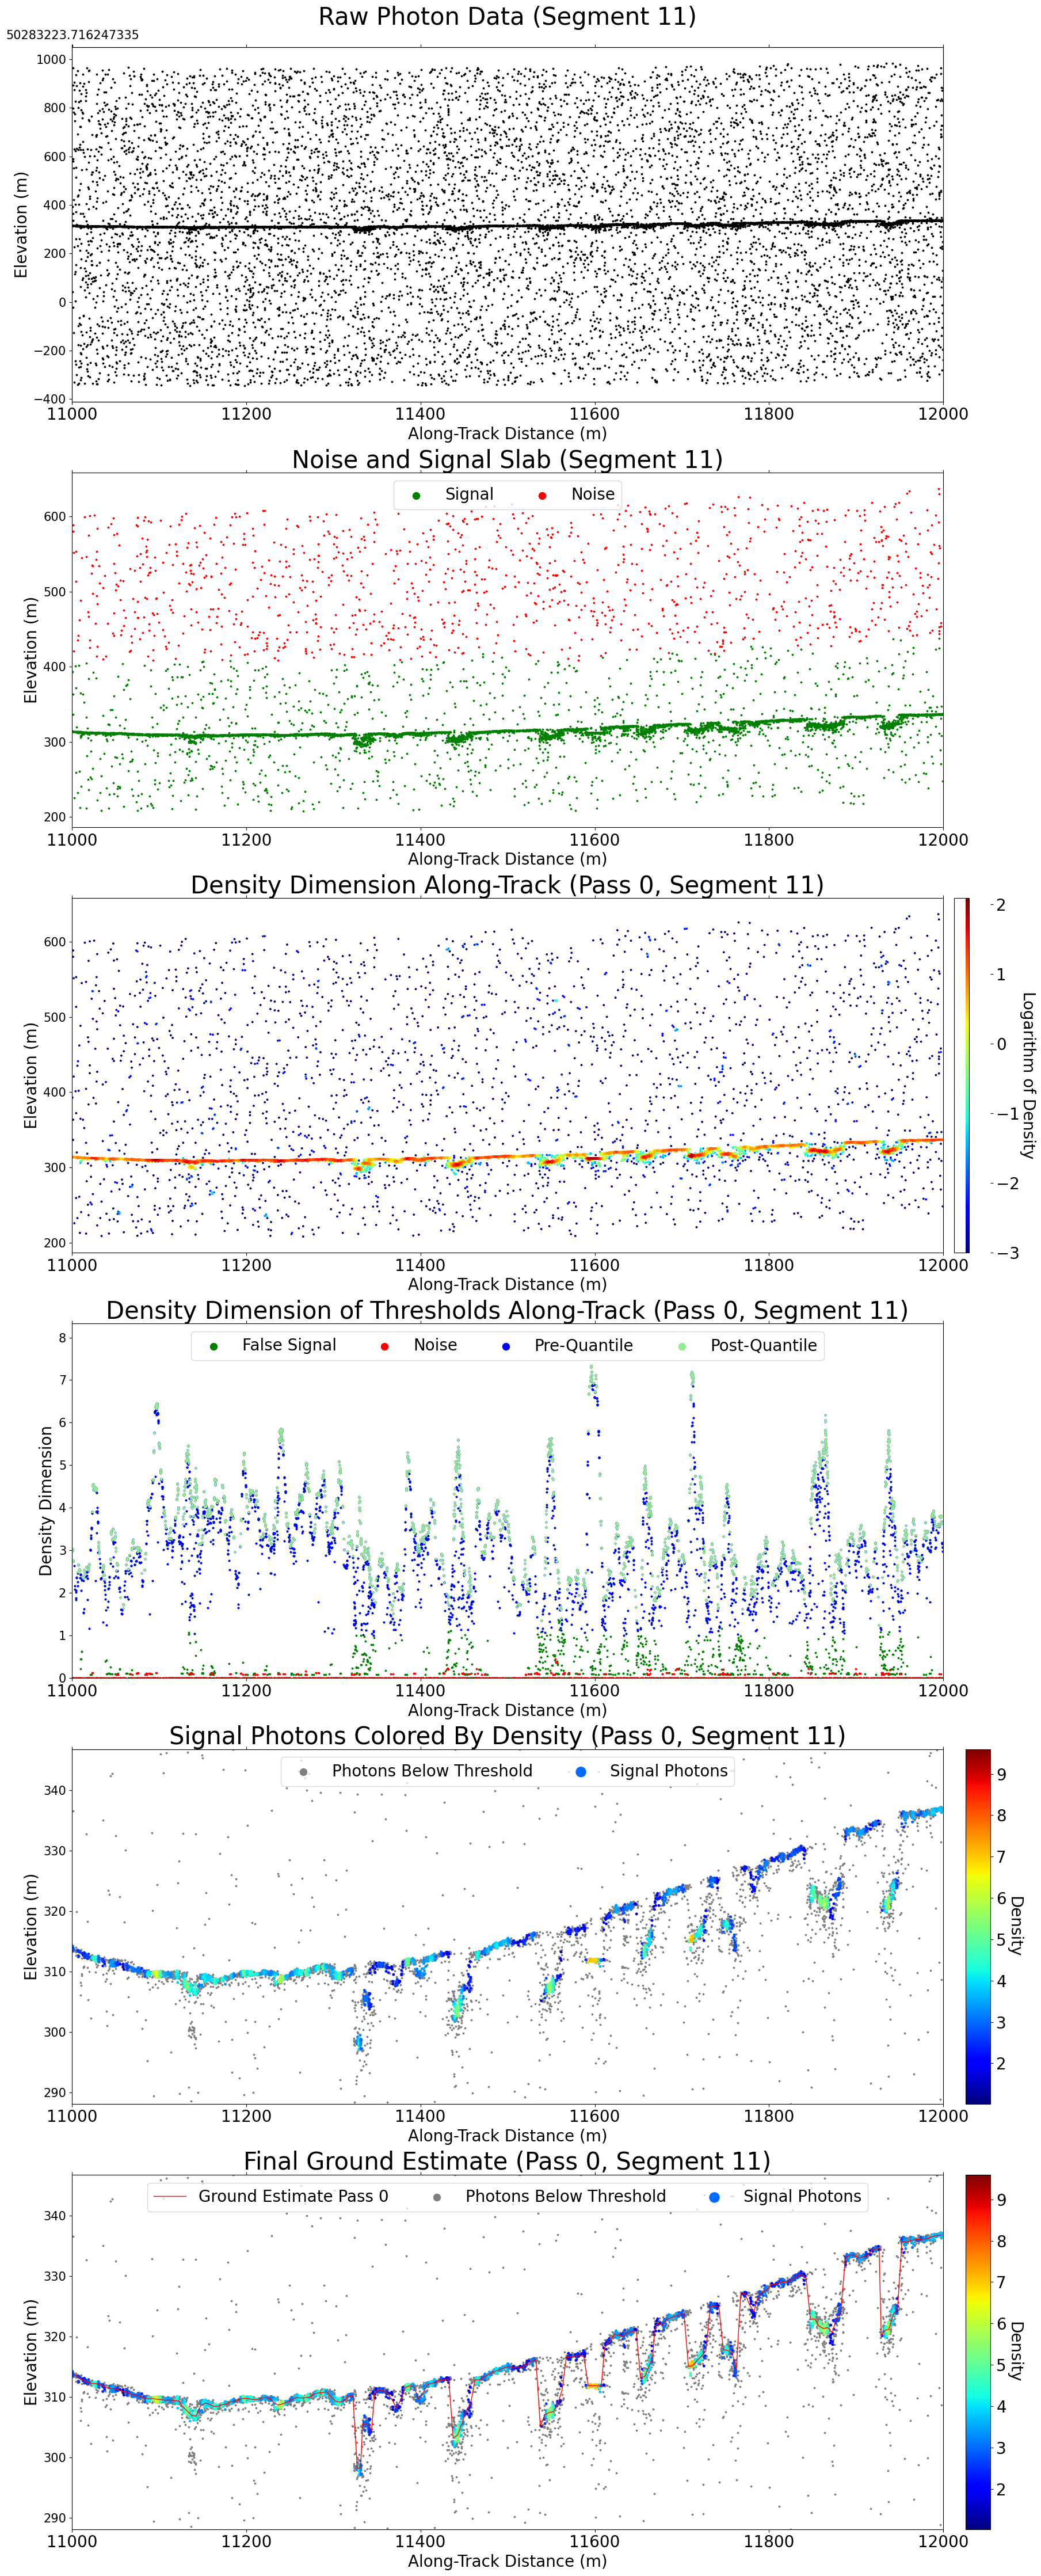 Raw Photon Data (Segment 11)
50283223.716247335
1000
800
600
400
200
0
−200
−400
Elevation (m)
11000 11200 11400 11600 11800 12000
Along-Track Distance (m)
Noise and Signal Slab (Segment 11)
Signal Noise
600
500
400
300
200
Elevation (m)
11000 11200 11400 11600 11800 12000
Along-Track Distance (m)
Density Dimension Along-Track (Pass 0, Segment 11)
600
500
400
300
200
Elevation (m)
11000 11200 11400 11600 11800 12000
Along-Track Distance (m)
2
1
0
−1
−2
−3
Logarithm of Density
Density Dimension of Thresholds Along-Track (Pass 0, Segment 11)
False Signal Noise Pre-Quantile Post-Quantile
8
7
6
5
4
3
2
1
0
Density Dimension
11000 11200 11400 11600 11800 12000
Along-Track Distance (m)
Signal Photons Colored By Density (Pass 0, Segment 11)
Photons Below Threshold Signal Photons
340
330
320
310
300
290
Elevation (m)
11000 11200 11400 11600 11800 12000
Along-Track Distance (m)
9
8
7
6
5
4
3
2
Density
Final Ground Estimate (Pass 0, Segment 11)
Ground Estimate Pass 0 Photons Below Threshold Signal Photons
340
330
320
310
300
290
Elevation (m)
11000 11200 11400 11600 11800 12000
Along-Track Distance (m)
9
8
7
6
5
4
3
2
Density